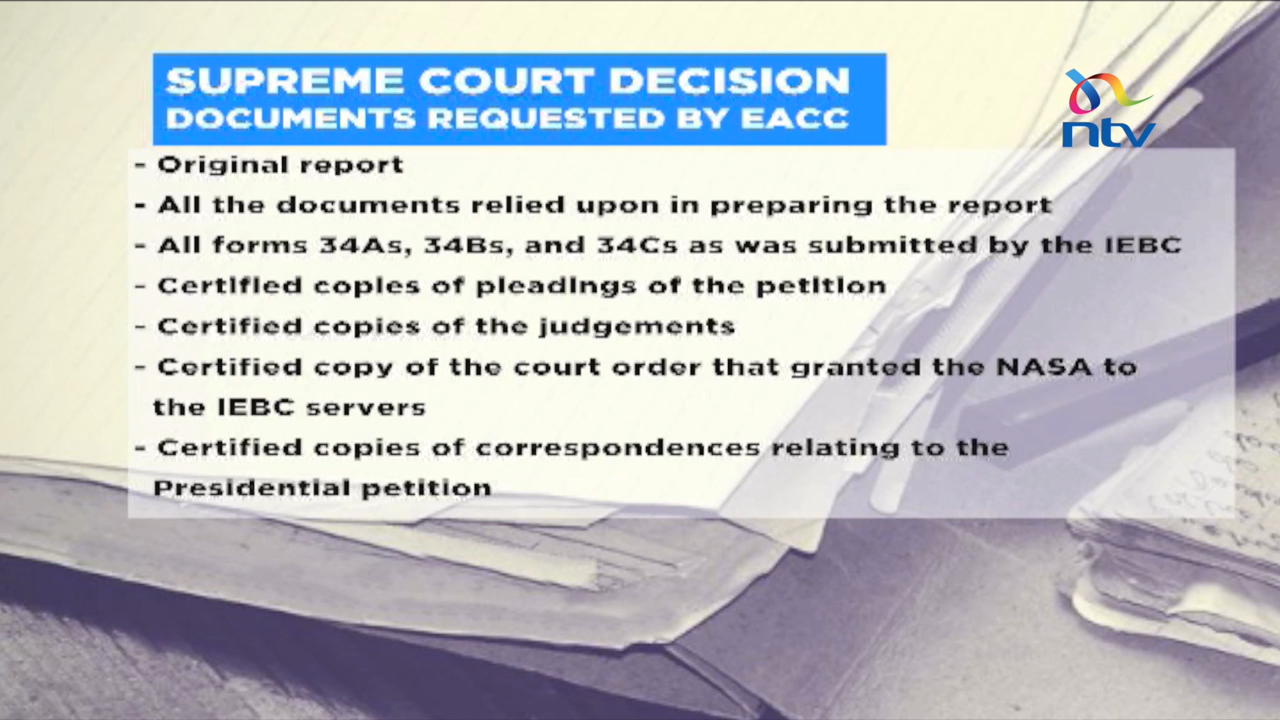 SUPREME COURT DECISION
DOCUMENTS REQUESTED BY EACC
ntv
- Original report
- All the documents relied upon in preparing the report
- All forms 34As, 34Bs, and 34Cs as was submitted by the IEBC
- Certified copies of pleadings of the petition
- Certified copies of the judgements
- Certified copy of the court order that granted the NASA to
the IEBC servers
- Certified copies of correspondences relating to the
Presidential petition